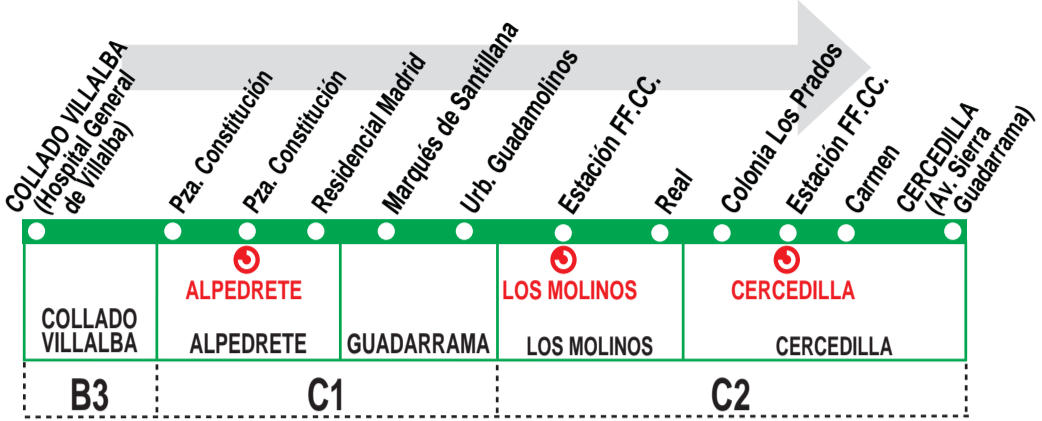 COLLADO VILLALBA
(Hospital General
de Villalba)
Pza. Constitución
Pza. Constitución
Residencial Madrid
Marqués de Santillana
Urb. Guadamolinos
Estación FF.CC.
Real
Colonia Los Prados
Estación FF.CC.
Carmen
CERCEDILLA
(Av. Sierra
Guadarrama)
ALPEDRETE
LOS MOLINOS
CERCEDILLA
COLLADO
VILLALBA
ALPEDRETE
GUADARRAMA
LOS MOLINOS
CERCEDILLA
B3
C1
C2